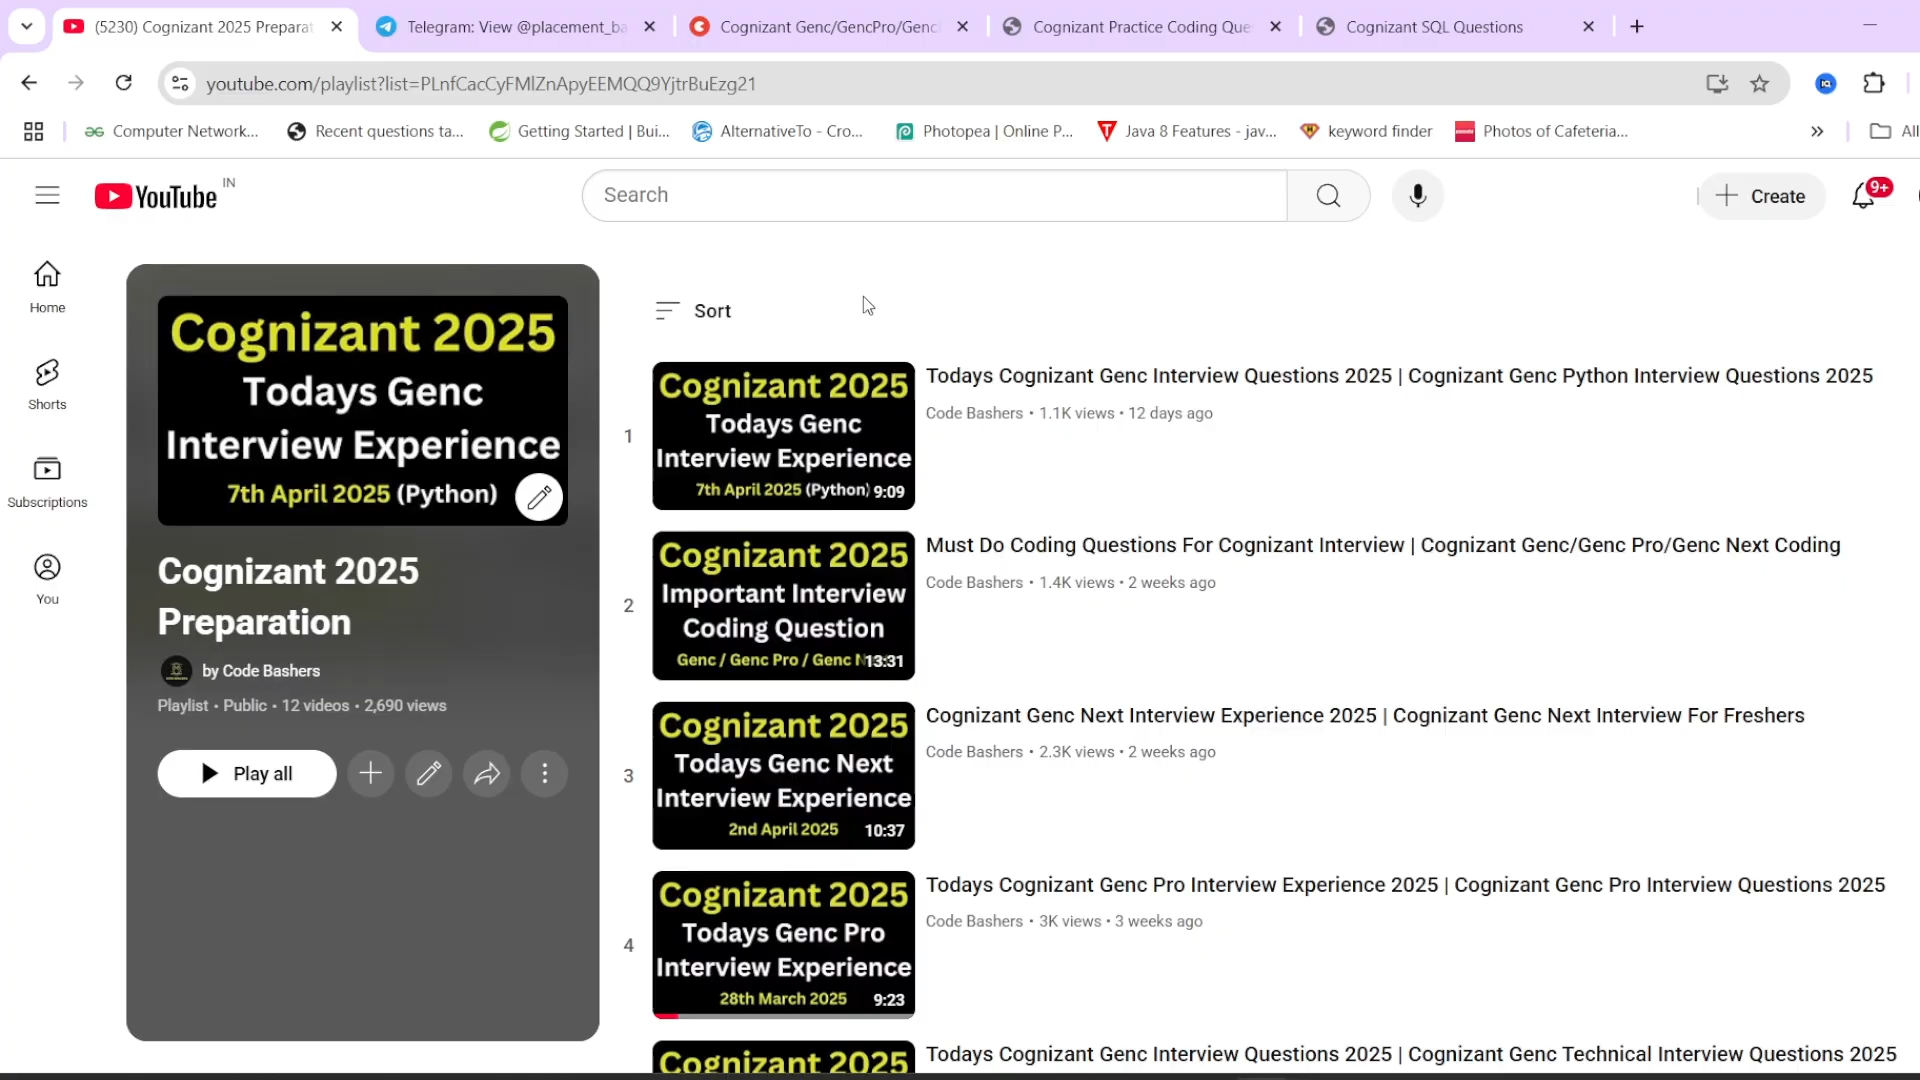 (5230) Cognizant 2025 Preparat
Telegram: View @placement_ba
Cognizant Genc/GencPro/Genc
Cognizant Practice Coding Que
Cognizant SQL Questions
youtube.com/playlist?list=PLnfCacCyFMlZnApyEEMQQ9YjtrBuEzg21
Computer Network...
Recent questions ta...
Getting Started | Bui...
AlternativeTo - Cro...
Photopea | Online P...
Java 8 Features - jav...
keyword finder
Photos of Cafeteria...
All
YouTube IN
Search
Create
9+
Home
Shorts
Subscriptions
You
Cognizant 2025
Todays Genc
Interview Experience
7th April 2025 (Python)
Cognizant 2025
Preparation
by Code Bashers
Playlist • Public • 12 videos • 2,690 views
Play all
Sort
1
Cognizant 2025
Todays Genc
Interview Experience
7th April 2025 (Python)
9:09
Todays Cognizant Genc Interview Questions 2025 | Cognizant Genc Python Interview Questions 2025
Code Bashers • 1.1K views • 12 days ago
2
Cognizant 2025
Important Interview
Coding Question
Genc / Genc Pro / Genc N
13:31
Must Do Coding Questions For Cognizant Interview | Cognizant Genc/Genc Pro/Genc Next Coding
Code Bashers • 1.4K views • 2 weeks ago
3
Cognizant 2025
Todays Genc Next
Interview Experience
2nd April 2025
10:37
Cognizant Genc Next Interview Experience 2025 | Cognizant Genc Next Interview For Freshers
Code Bashers • 2.3K views • 2 weeks ago
4
Cognizant 2025
Todays Genc Pro
Interview Experience
28th March 2025
9:23
Todays Cognizant Genc Pro Interview Experience 2025 | Cognizant Genc Pro Interview Questions 2025
Code Bashers • 3K views • 3 weeks ago
Cognizant 2025
Todays Cognizant Genc Interview Questions 2025 | Cognizant Genc Technical Interview Questions 2025